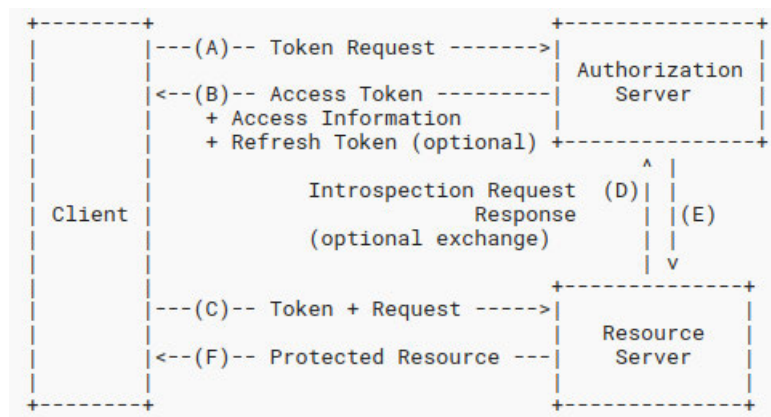 +--------+                               +---------------+
|        |---(A)-- Token Request ------->|               |
|        |                               | Authorization |
|        |<--(B)-- Access Token ---------|    Server     |
|        |    + Access Information       |               |
|        |    + Refresh Token (optional) +---------------+
|        |                                      ^ |
|        |            Introspection Request  (D)| |
| Client |                         Response     | |(E)
|        |            (optional exchange)       | |
|        |                                      | v
|        |                               +--------------+
|        |---(C)-- Token + Request ----->|              |
|        |                               |   Resource   |
|        |<--(F)-- Protected Resource ---|    Server    |
|        |                               |              |
+--------+                               +--------------+